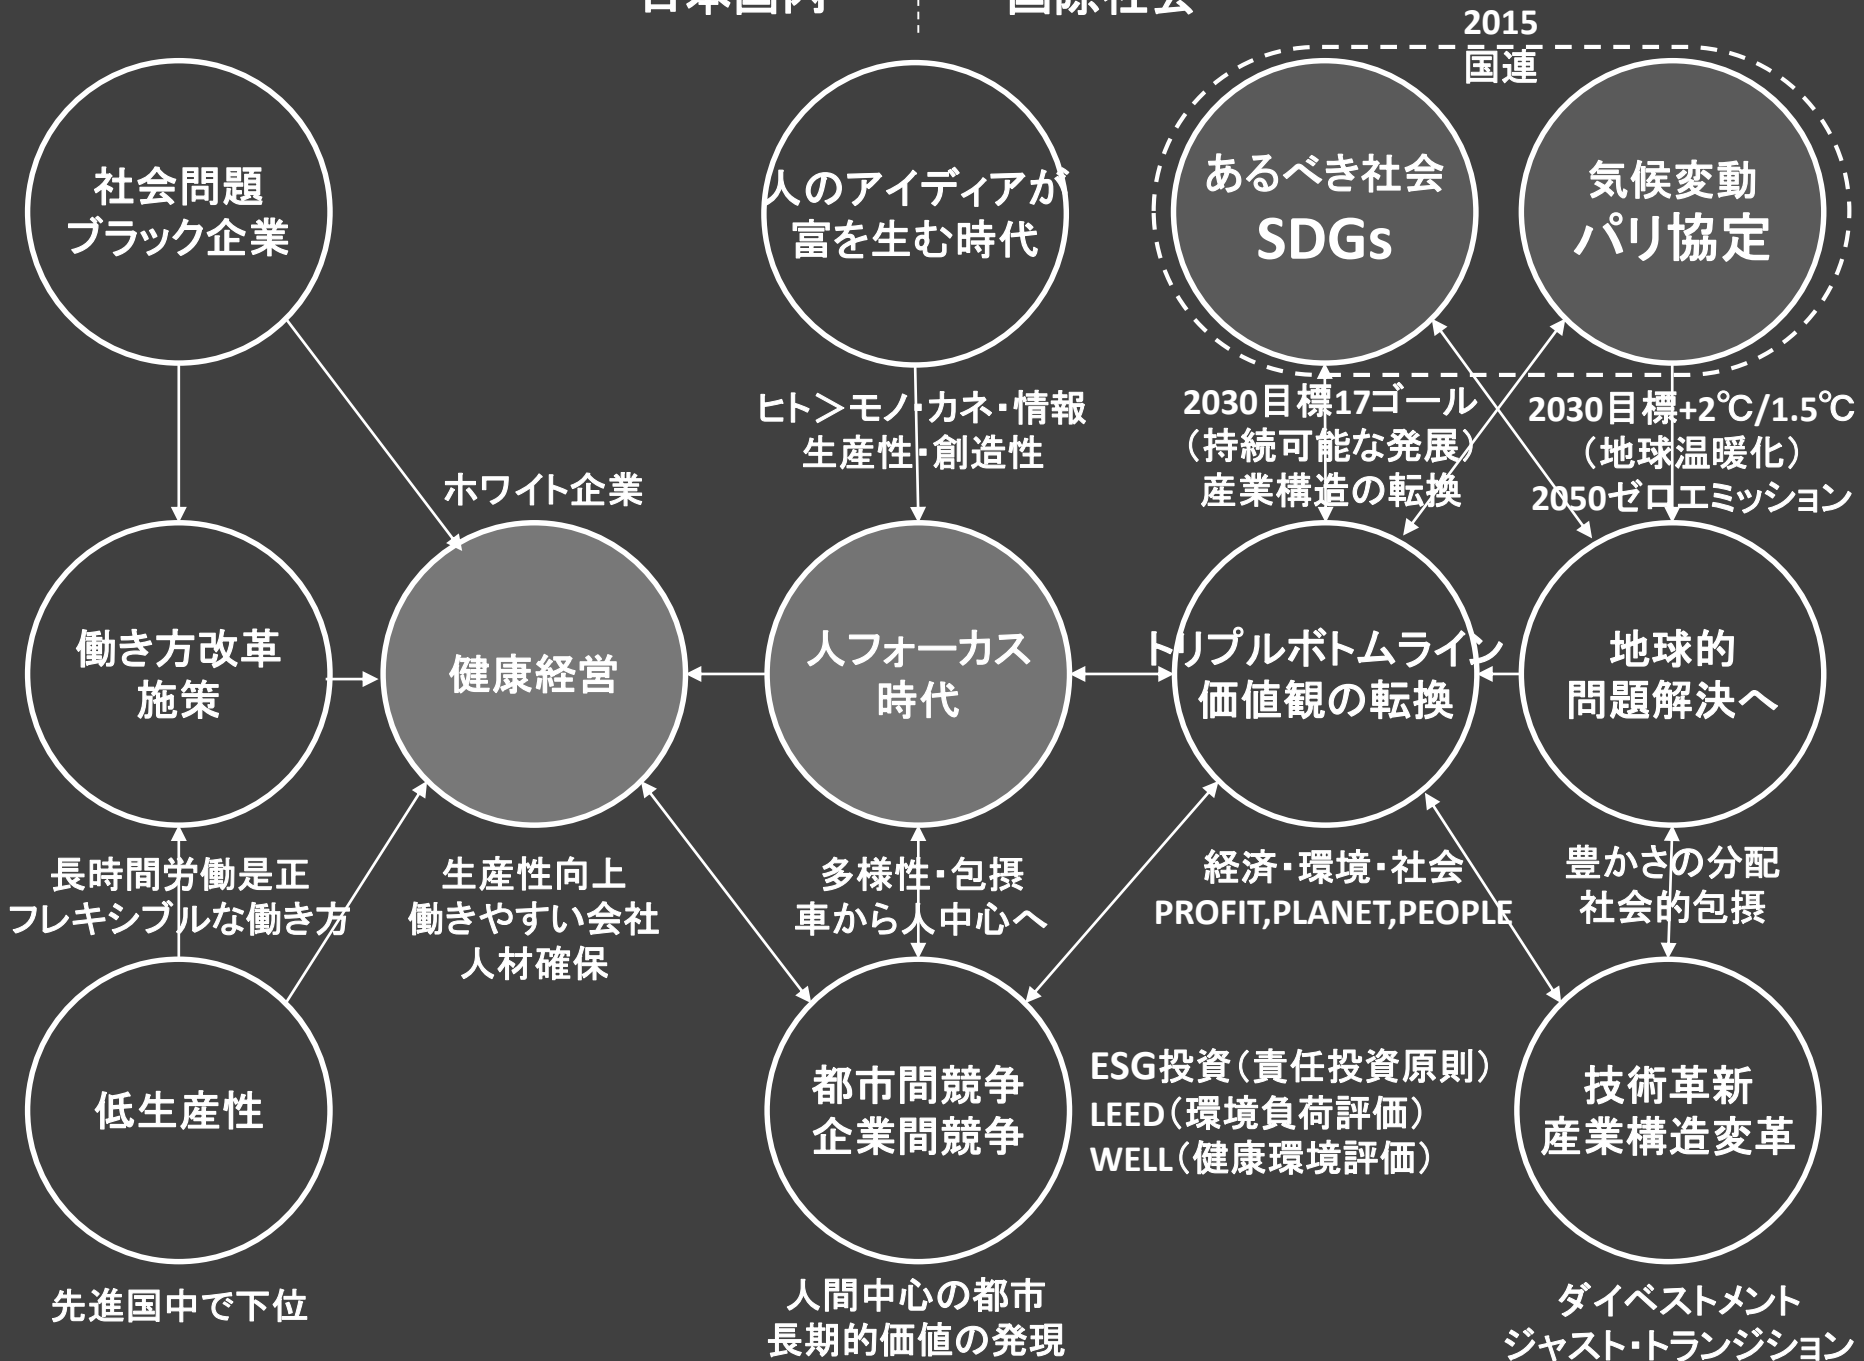 日本国内
国際社会
2015
国連
社会問題
ブラック企業
人のアイディアが
富を生む時代
あるべき社会
SDGs
気候変動
パリ協定
ヒト＞モノ・カネ・情報
生産性・創造性
2030目標17ゴール
（持続可能な発展）
産業構造の転換
2030目標+2℃/1.5℃
（地球温暖化）
2050ゼロエミッション
ホワイト企業
働き方改革
施策
健康経営
人フォーカス
時代
トリプルボトムライン
価値観の転換
地球的
問題解決へ
長時間労働是正
フレキシブルな働き方
生産性向上
働きやすい会社
人材確保
多様性・包摂
車から人中心へ
経済・環境・社会
PROFIT,PLANET,PEOPLE
豊かさの分配
社会的包摂
低生産性
都市間競争
企業間競争
ESG投資（責任投資原則）
LEED（環境負荷評価）
WELL（健康環境評価）
技術革新
産業構造変革
先進国中で下位
人間中心の都市
長期的価値の発現
ダイベストメント
ジャスト・トランジション